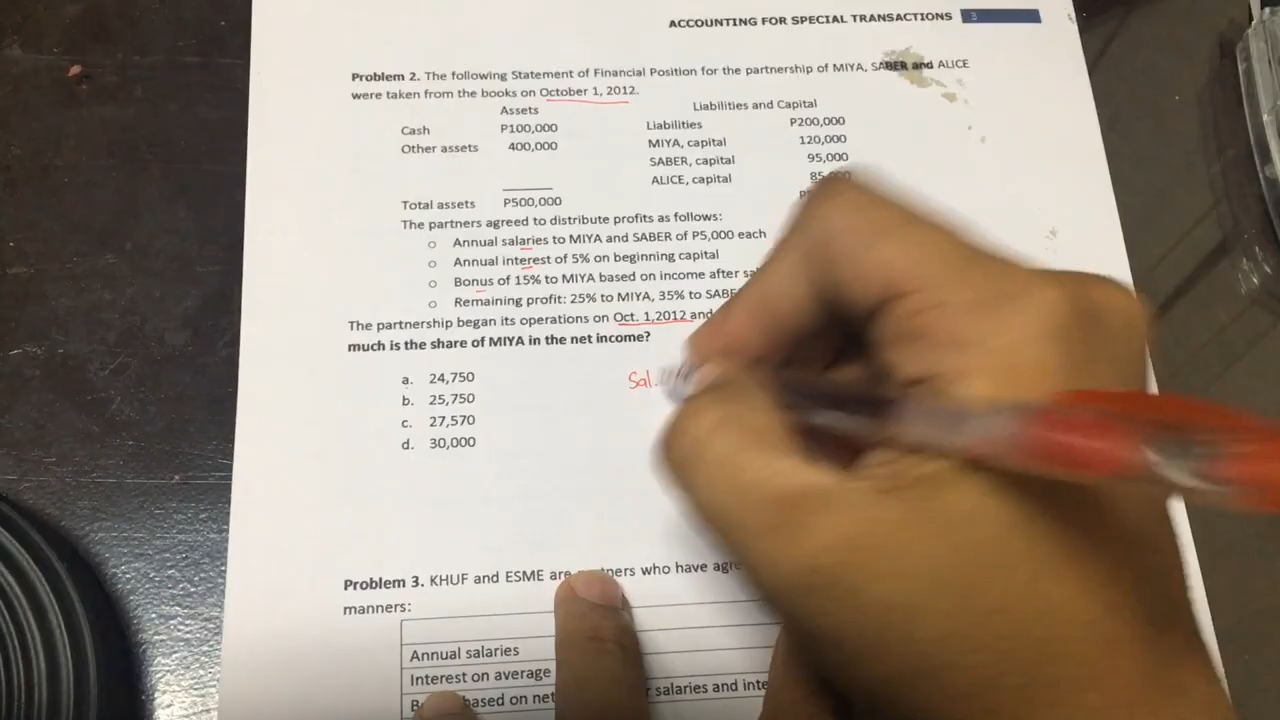 ACCOUNTING FOR SPECIAL TRANSACTIONS 3
Problem 2. The following Statement of Financial Position for the partnership of MIYA, SABER and ALICE
were taken from the books on October 1, 2012.
Assets Liabilities and Capital
Cash P100,000 Liabilities P200,000
Other assets 400,000 MIYA, capital 120,000
SABER, capital 95,000
ALICE, capital
Total assets P500,000
The partners agreed to distribute profits as follows:
o Annual salaries to MIYA and SABER of P5,000 each
o Annual interest of 5% on beginning capital
o Bonus of 15% to MIYA based on income after
o Remaining profit: 25% to MIYA, 35% to
The partnership began its operations on Oct. 1,2012 and
much is the share of MIYA in the net income?
a. 24,750
b. 25,750
c. 27,570
d. 30,000
Sal.
Problem 3. KHUF and ESME are who have
manners:
Annual salaries
Interest on average
based on net salaries and